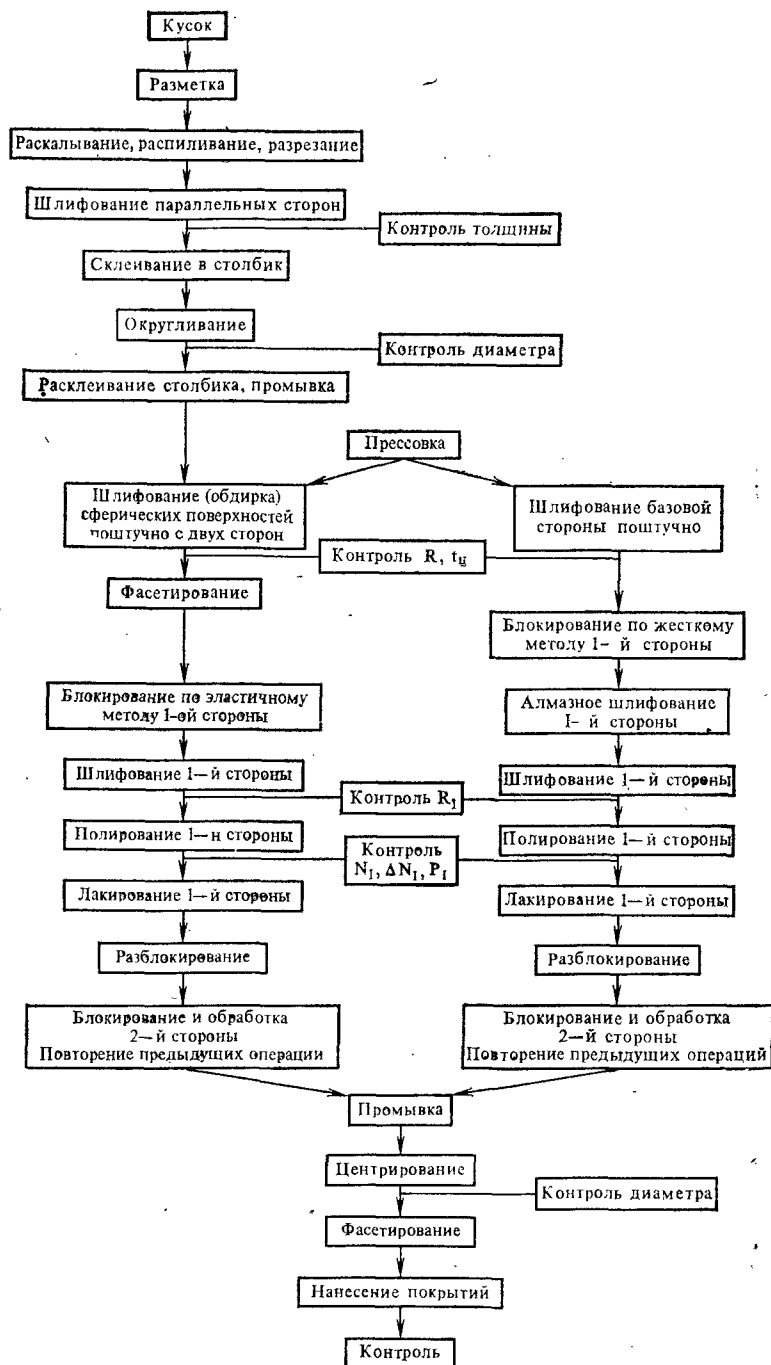 Кусок
Разметка
Раскалывание, распиливание, разрезание
Шлифование параллельных сторон
Контроль толщины
Склеивание в столбик
Округливание
Контроль диаметра
Расклеивание столбика, промывка
Прессовка
Шлифование (обдирка)
сферических поверхностей
поштучно с двух сторон
Шлифование базовой
стороны поштучно
Контроль R, tц
Фасетирование
Блокирование по жесткому
методу 1- й стороны
Блокирование по эластичному
методу 1-ой стороны
Алмазное шлифование
I- й стороны
Шлифование 1—й стороны
Шлифование 1—й стороны
Контроль R₁
Полирование 1—н стороны
Полирование 1—й стороны
Контроль
N_I, ΔN_I, P_I
Лакирование 1—й стороны
Лакирование 1—й стороны
Разблокирование
Разблокирование
Блокирование и обработка
2—й стороны
Повторение предыдущих операции
Блокирование и обработка
2—й стороны
Повторение предыдущих операций
Промывка
Центрирование
Контроль диаметра
Фасетирование
Нанесение покрытий
Контроль